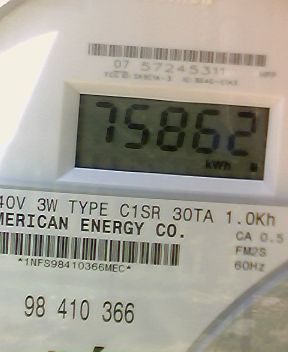 07 57245311
75862
kWh
40V 3W TYPE C1SR 30TA 1.0Kh
MERICAN ENERGY CO.
CA 0.5
FM2S
60Hz
*1NFS98410366MEC*
98 410 366